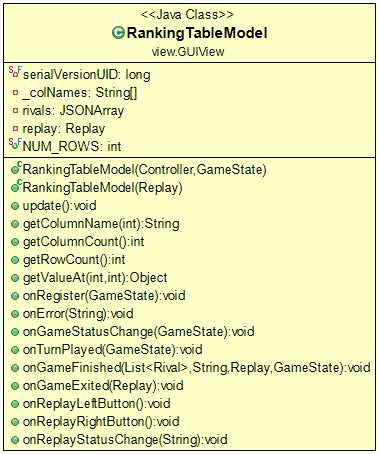 <<Java Class>>
C RankingTableModel
view.GUIView
S F serialVersionUID: long
_colNames: String[]
rivals: JSONArray
replay: Replay
S F NUM_ROWS: int
C RankingTableModel(Controller,GameState)
C RankingTableModel(Replay)
update():void
getColumnName(int):String
getColumnCount():int
getRowCount():int
getValueAt(int,int):Object
onRegister(GameState):void
onError(String):void
onGameStatusChange(GameState):void
onTurnPlayed(GameState):void
onGameFinished(List<Rival>,String,Replay,GameState):void
onGameExited(Replay):void
onReplayLeftButton():void
onReplayRightButton():void
onReplayStatusChange(String):void